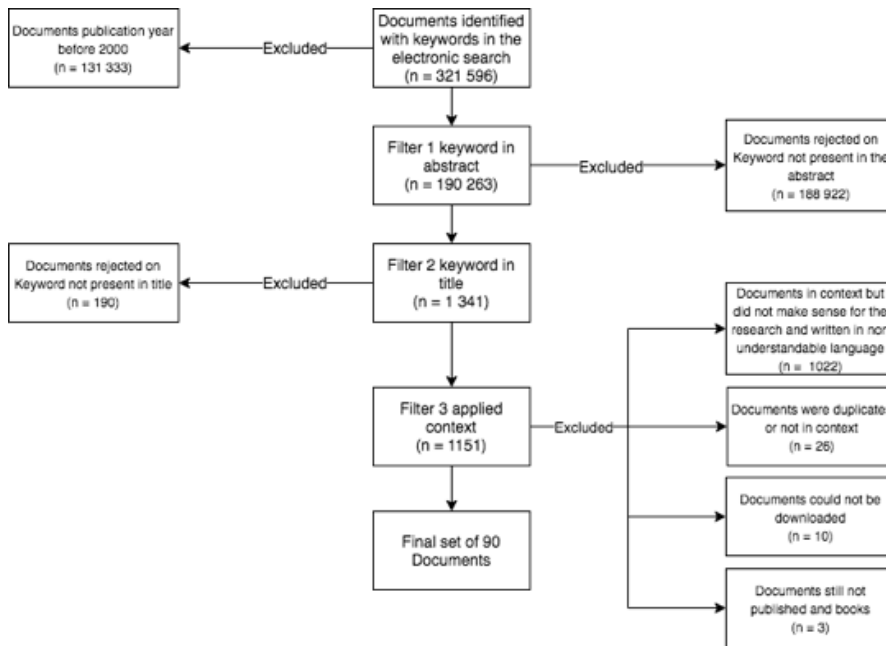 Documents publication year
before 2000
(n = 131 333)
Excluded
Documents identified
with keywords in the
electronic search
(n = 321 596)
Filter 1 keyword in
abstract
(n = 190 263)
Excluded
Documents rejected on
Keyword not present in the
abstract
(n = 188 922)
Documents rejected on
Keyword not present in title
(n = 190)
Excluded
Filter 2 keyword in
title
(n = 1 341)
Filter 3 applied
context
(n = 1151)
Excluded
Documents in context but
did not make sense for the
research and written in non
understandable language
(n = 1022)
Documents were duplicates
or not in context
(n = 26)
Documents could not be
downloaded
(n = 10)
Documents still not
published and books
(n = 3)
Final set of 90
Documents